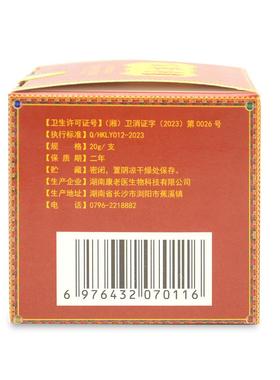 【卫生许可证号】(湘)卫消证字(2023)第0026号
【执行标准】Q/HKLY012-2023
【规　　格】20g/支
【保 质 期】二年
【贮　　藏】密闭，置阴凉干燥处保存。
【生产企业】湖南康老医生物科技有限公司
【生产地址】湖南省长沙市浏阳市蕉溪镇
【电　　话】0796-2218882
6 976432 070116